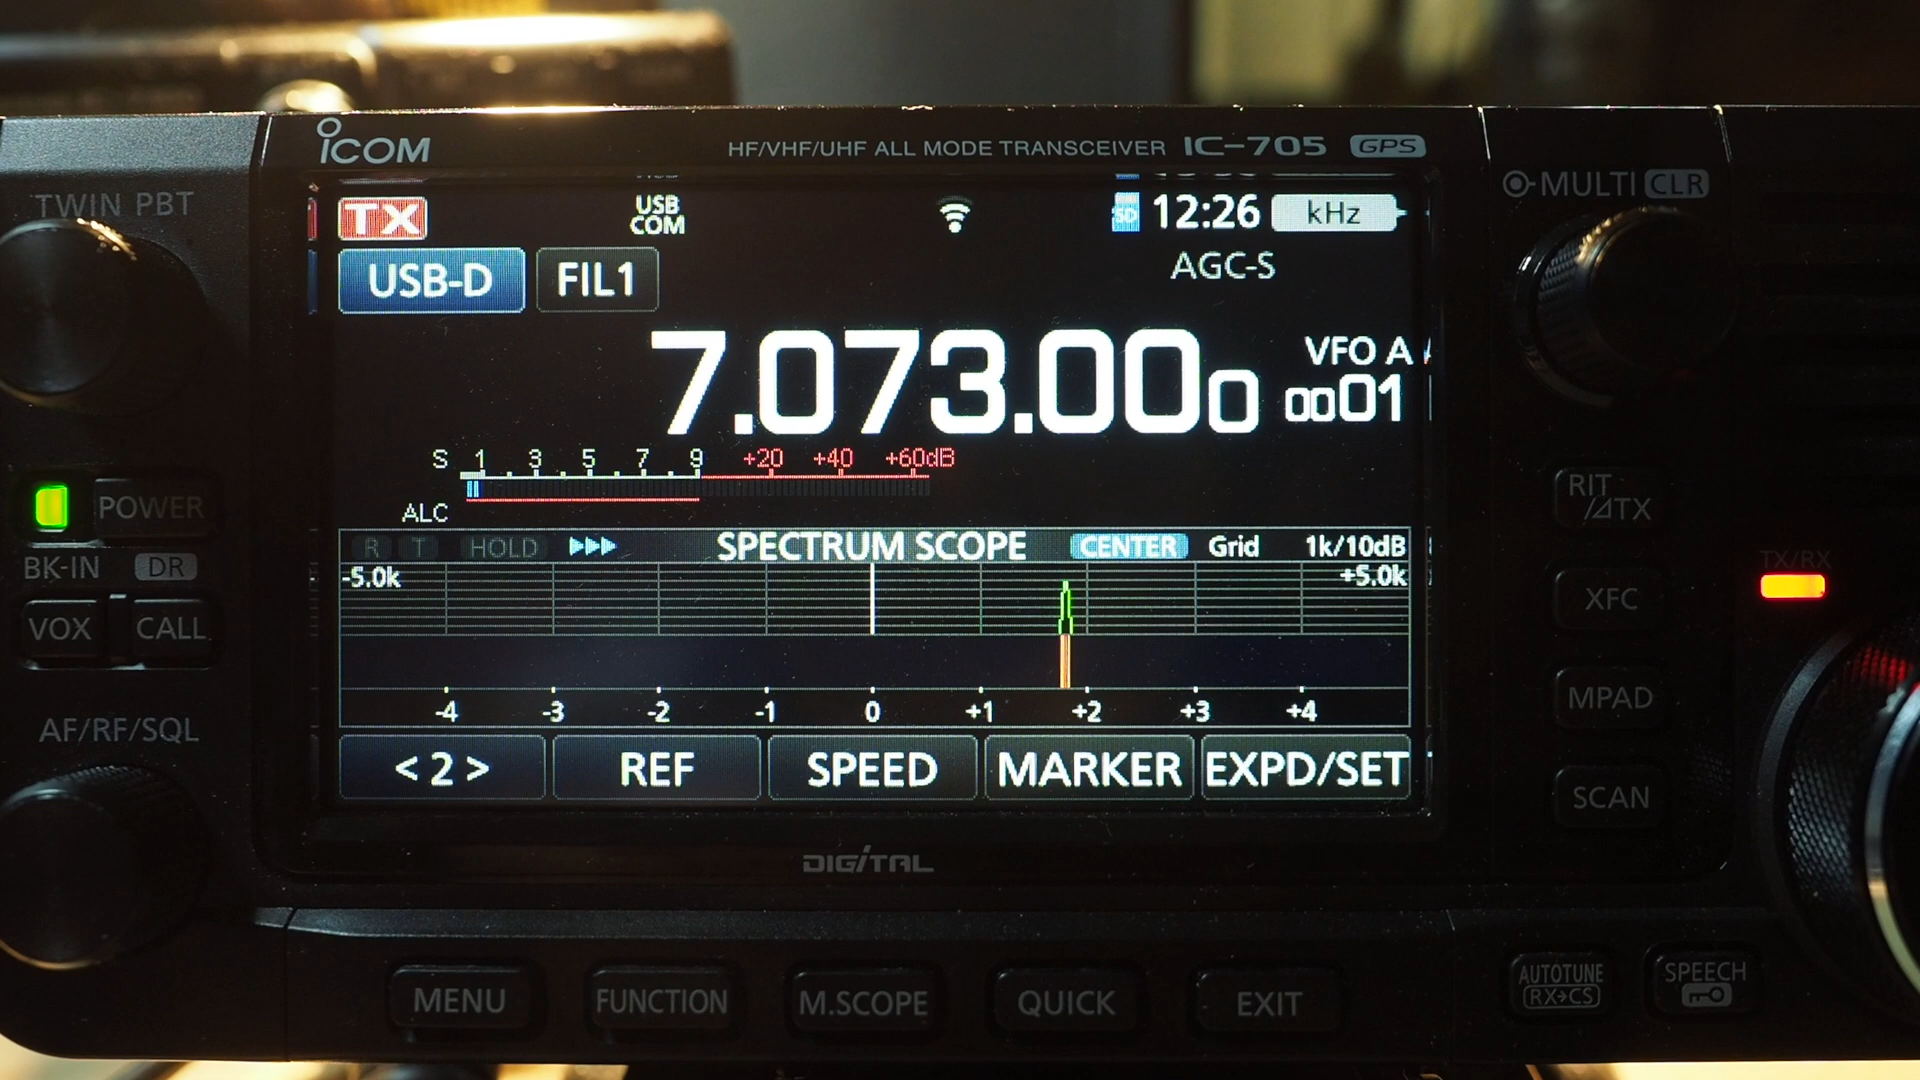 ICOM HF/VHF/UHF ALL MODE TRANSCEIVER IC-705 GPS
TWIN PBT
MULTI CLR
TX USB COM SD 12:26 kHz
USB-D FIL1 AGC-S
7.073.000 VFO A
0001
S 1 3 5 7 9 +20 +40 +60dB
ALC
RIT/⊿TX
POWER
R T HOLD SPECTRUM SCOPE CENTER Grid 1k/10dB
-5.0k +5.0k
BK-IN DR
TX/RX
VOX CALL
XFC
-4 -3 -2 -1 0 +1 +2 +3 +4
MPAD
AF/RF/SQL
<2> REF SPEED MARKER EXPD/SET
SCAN
DIGITAL
MENU FUNCTION M.SCOPE QUICK EXIT
AUTOTUNE
RX→CS
SPEECH